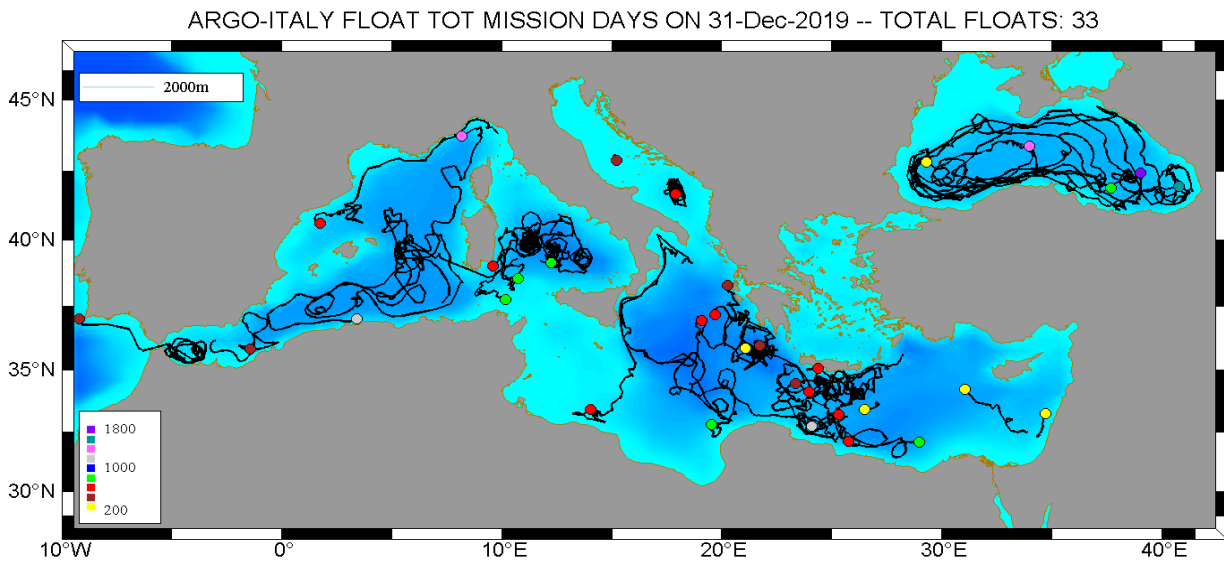 ARGO-ITALY FLOAT TOT MISSION DAYS ON 31-Dec-2019 -- TOTAL FLOATS: 33
2000m
45°N
40°N
35°N
30°N
1800
1000
200
10°W
0°
10°E
20°E
30°E
40°E